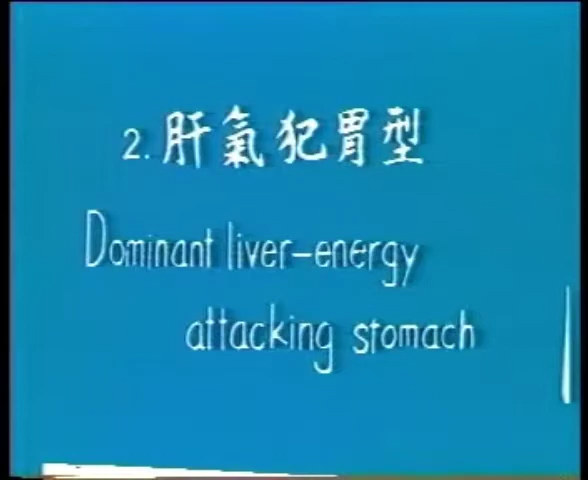 2.肝氣犯胃型
Dominant liver-energy
attacking stomach